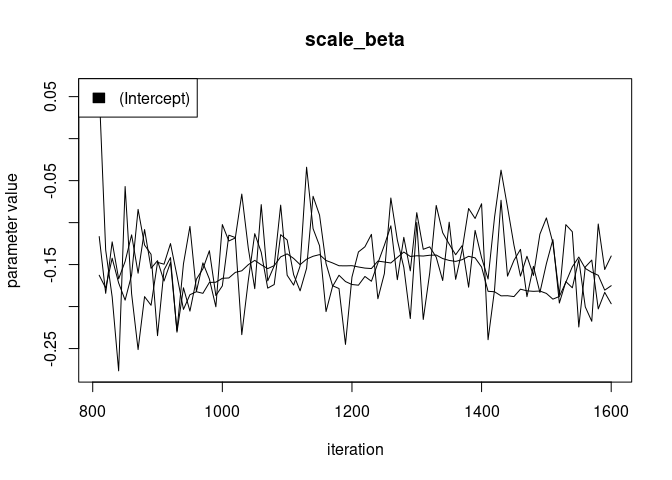 scale_beta
(Intercept)
0.05
-0.05
-0.15
-0.25
parameter value
800 1000 1200 1400 1600
iteration